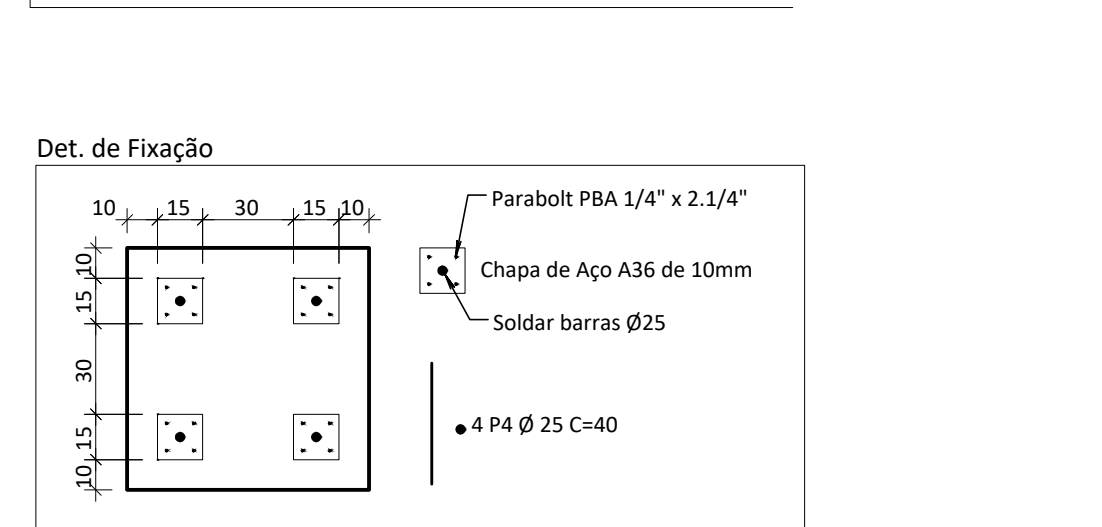 Det. de Fixação
10 15 30 15 10
10
15
30
15
10
Parabolt PBA 1/4" x 2.1/4"
Chapa de Aço A36 de 10mm
Soldar barras Ø25
4 P4 Ø 25 C=40